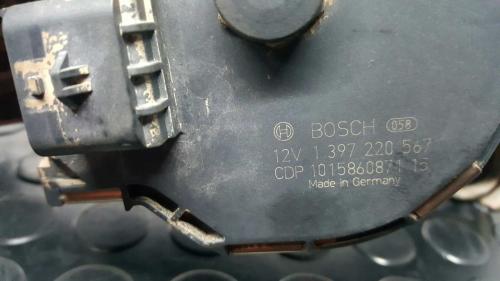 BOSCH 058
12V 1 397 220 567
CDP 1015860871 15
Made in Germany